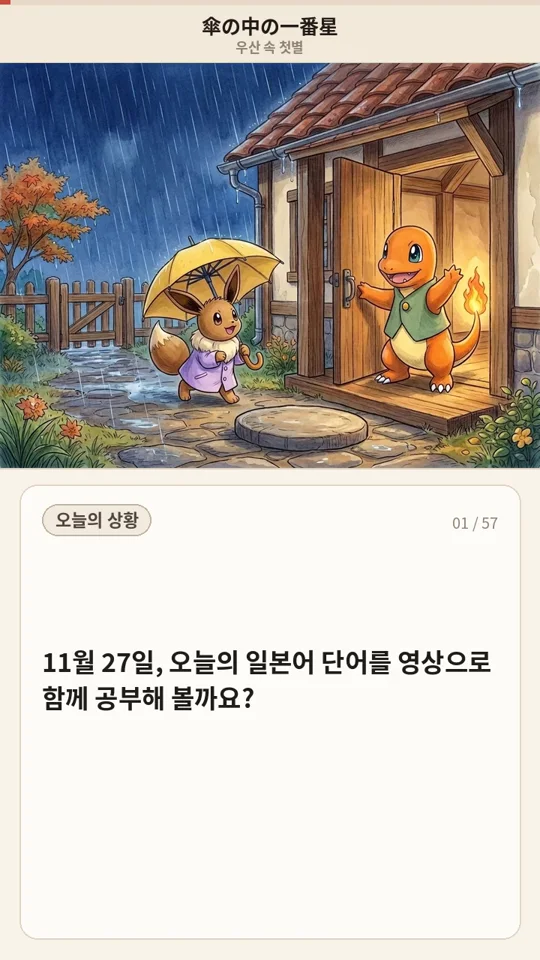 傘の中の一番星
우산 속 첫별
오늘의 상황
01 / 57
11월 27일, 오늘의 일본어 단어를 영상으로
함께 공부해 볼까요?